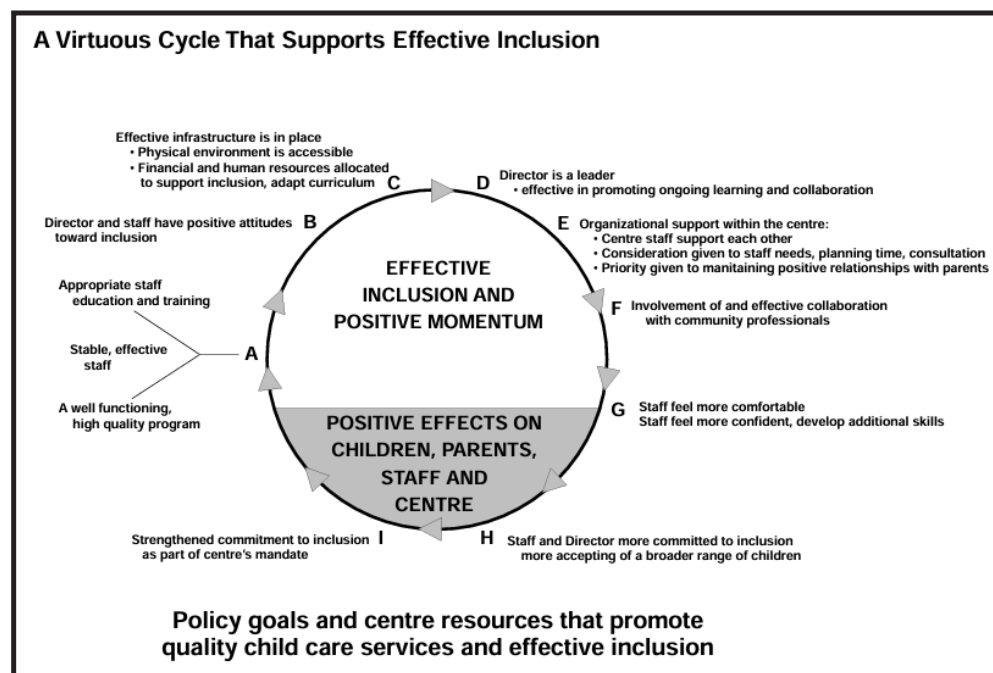 A Virtuous Cycle That Supports Effective Inclusion
Effective infrastructure is in place
• Physical environment is accessible
• Financial and human resources allocated
to support inclusion, adapt curriculum
C
D
Director is a leader
• effective in promoting ongoing learning and collaboration
B
Director and staff have positive attitudes
toward inclusion
E
Organizational support within the centre:
• Centre staff support each other
• Consideration given to staff needs, planning time, consultation
• Priority given to manitaining positive relationships with parents
EFFECTIVE
INCLUSION AND
POSITIVE MOMENTUM
Appropriate staff
education and training
Stable, effective
staff
A well functioning,
high quality program
A
F
Involvement of and effective collaboration
with community professionals
G
Staff feel more comfortable
Staff feel more confident, develop additional skills
POSITIVE EFFECTS ON
CHILDREN, PARENTS,
STAFF AND
CENTRE
Strengthened commitment to inclusion
as part of centre's mandate
I
H
Staff and Director more committed to inclusion
more accepting of a broader range of children
Policy goals and centre resources that promote
quality child care services and effective inclusion